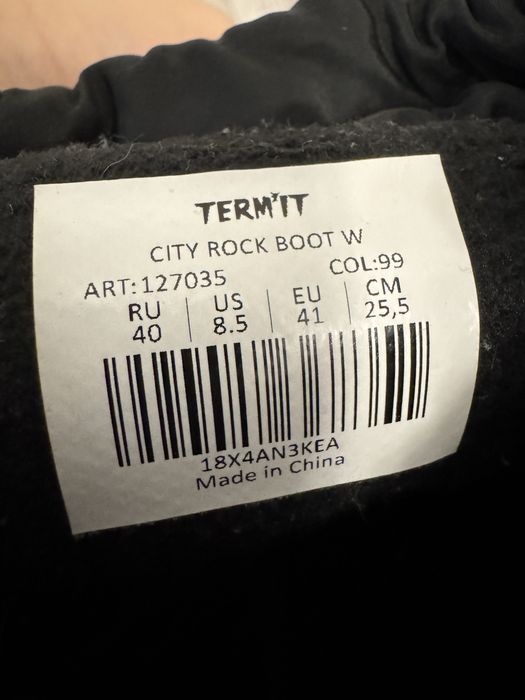 TERM'IT
CITY ROCK BOOT W
ART:127035 COL:99
RU US EU CM
40 8.5 41 25,5
18X4AN3KEA
Made in China